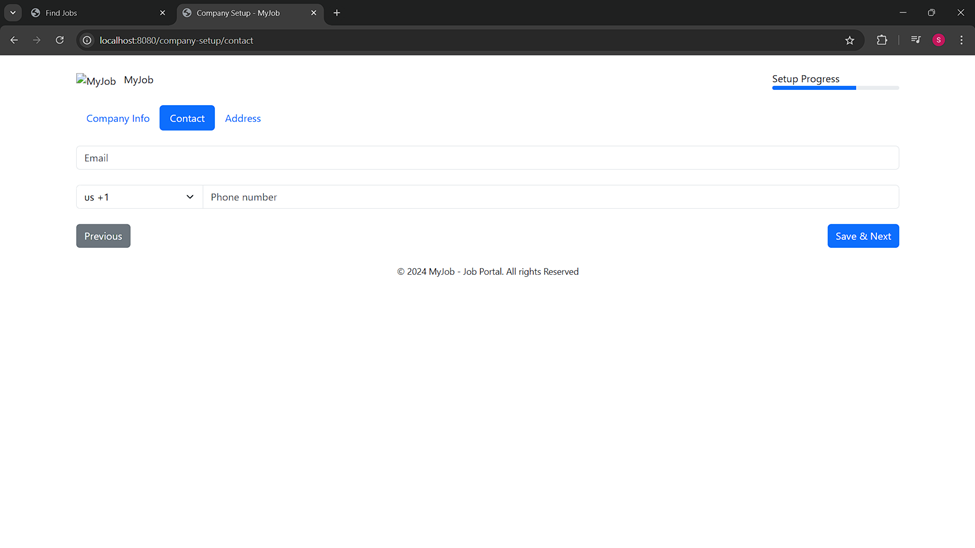 Find Jobs
Company Setup - MyJob
localhost:8080/company-setup/contact
S
MyJob MyJob
Setup Progress
Company Info Contact Address
Email
us +1 Phone number
Previous Save & Next
© 2024 MyJob - Job Portal. All rights Reserved